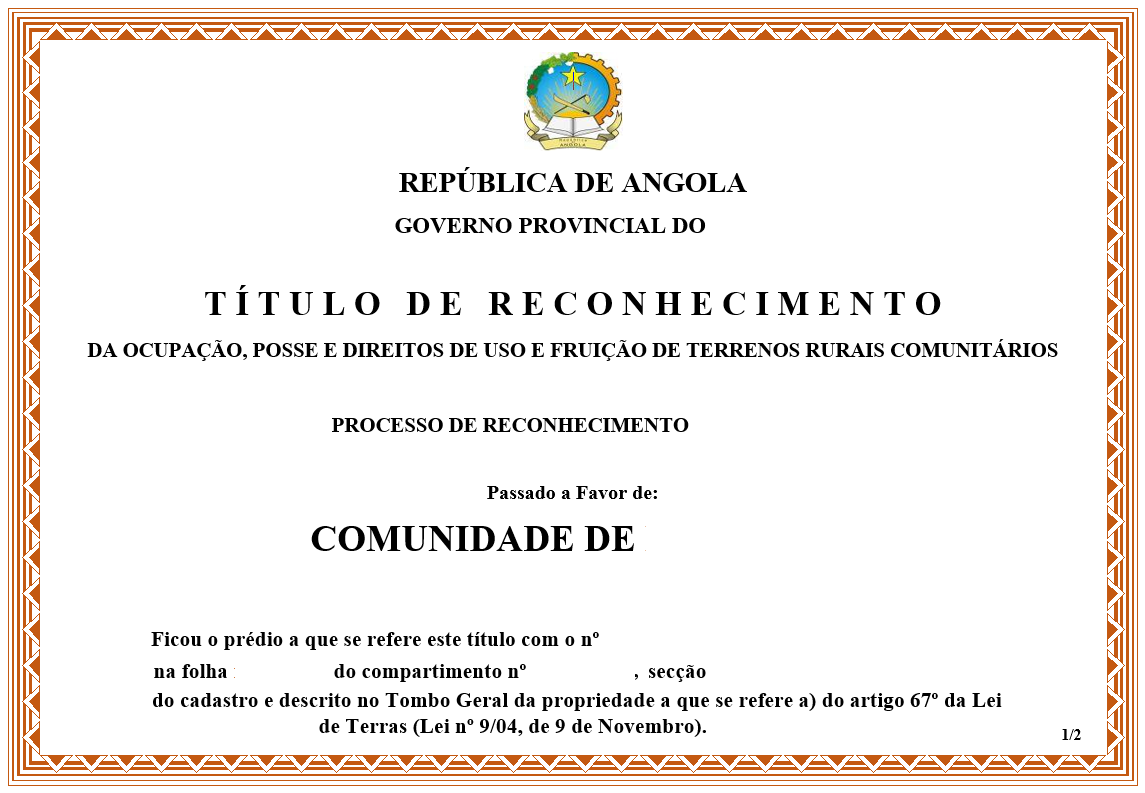 República
ANGOLA
REPÚBLICA DE ANGOLA
GOVERNO PROVINCIAL DO
TÍTULO DE RECONHECIMENTO
DA OCUPAÇÃO, POSSE E DIREITOS DE USO E FRUIÇÃO DE TERRENOS RURAIS COMUNITÁRIOS
PROCESSO DE RECONHECIMENTO
Passado a Favor de:
COMUNIDADE DE
Ficou o prédio a que se refere este título com o nº
na folha do compartimento nº , secção
do cadastro e descrito no Tombo Geral da propriedade a que se refere a) do artigo 67º da Lei
de Terras (Lei nº 9/04, de 9 de Novembro).
1/2